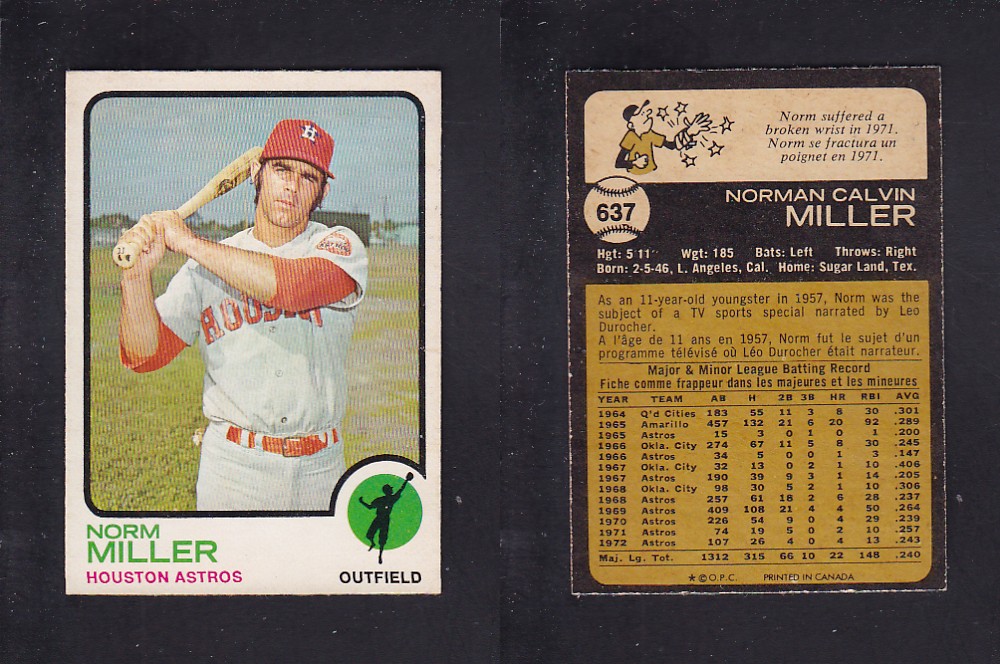 H
HOUSTON
NORM
MILLER
HOUSTON ASTROS
OUTFIELD
Norm suffered a
broken wrist in 1971.
Norm se fractura un
poignet en 1971.
637
NORMAN CALVIN
MILLER
Hgt: 5'11" Wgt: 185 Bats: Left Throws: Right
Born: 2-5-46, L. Angeles, Cal. Home: Sugar Land, Tex.
As an 11-year-old youngster in 1957, Norm was the
subject of a TV sports special narrated by Leo
Durocher.
A l'âge de 11 ans en 1957, Norm fut le sujet d'un
programme télévisé où Léo Durocher était narrateur.
Major & Minor League Batting Record
Fiche comme frappeur dans les majeures et les mineures
YEAR TEAM AB H 2B 3B HR RBI AVG
1964 Q'd Cities 183 55 11 3 8 30 .301
1965 Amarillo 457 132 21 6 20 92 .289
1965 Astros 15 3 0 1 0 1 .200
1966 Okla. City 274 67 11 5 8 30 .245
1966 Astros 34 5 0 0 1 3 .147
1967 Okla. City 32 13 0 2 1 10 .406
1967 Astros 190 39 9 3 1 14 .205
1968 Okla. City 98 30 5 2 1 10 .306
1968 Astros 257 61 18 2 6 28 .237
1969 Astros 409 108 21 4 4 50 .264
1970 Astros 226 54 9 0 4 29 .239
1971 Astros 74 19 5 0 2 10 .257
1972 Astros 107 26 4 0 4 13 .243
Maj. Lg. Tot. 1312 315 66 10 22 148 .240
★ © O.P.C. PRINTED IN CANADA